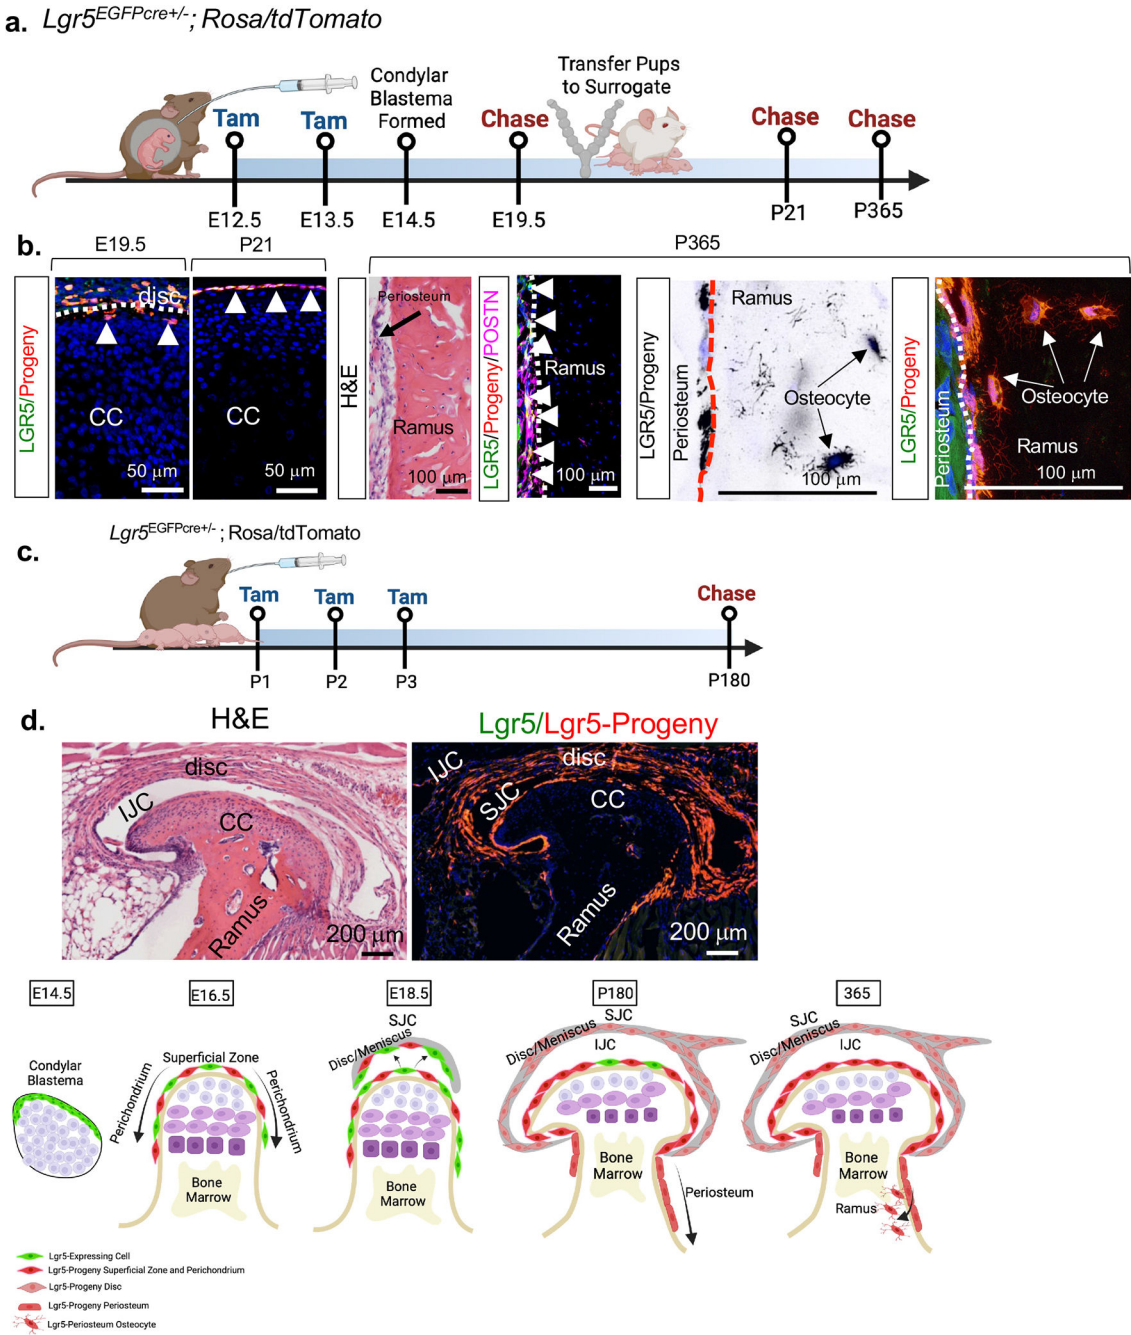 a. Lgr5EGFPcre+/-; Rosa/tdTomato
Transfer Pups
to Surrogate
Condylar
Blastema
Formed
Tam
Tam
Chase
Chase
Chase
E12.5
E13.5
E14.5
E19.5
P21
P365
b.
E19.5
P21
P365
LGR5/Progeny
disc
CC
50 μm
CC
50 μm
H&E
Periosteum
Ramus
100 μm
LGR5/Progeny/POSTN
Ramus
100 μm
LGR5/Progeny
Periosteum
Ramus
Osteocyte
100 μm
LGR5/Progeny
Periosteum
Osteocyte
Ramus
100 μm
c.
Lgr5EGFPcre+/-; Rosa/tdTomato
Tam
Tam
Tam
Chase
P1
P2
P3
P180
d.
H&E
Lgr5/Lgr5-Progeny
disc
IJC
CC
Ramus
200 μm
IJC
disc
SJC
CC
Ramus
200 μm
E14.5
E16.5
E18.5
P180
365
Condylar
Blastema
Superficial Zone
Perichondrium
Perichondrium
Bone
Marrow
SJC
Disc/Meniscus
Bone
Marrow
SJC
Disc/Meniscus
IJC
Bone
Marrow
Periosteum
SJC
Disc/Meniscus
IJC
Bone
Marrow
Ramus
Lgr5-Expressing Cell
Lgr5-Progeny Superficial Zone and Perichondrium
Lgr5-Progeny Disc
Lgr5-Progeny Periosteum
Lgr5-Periosteum Osteocyte